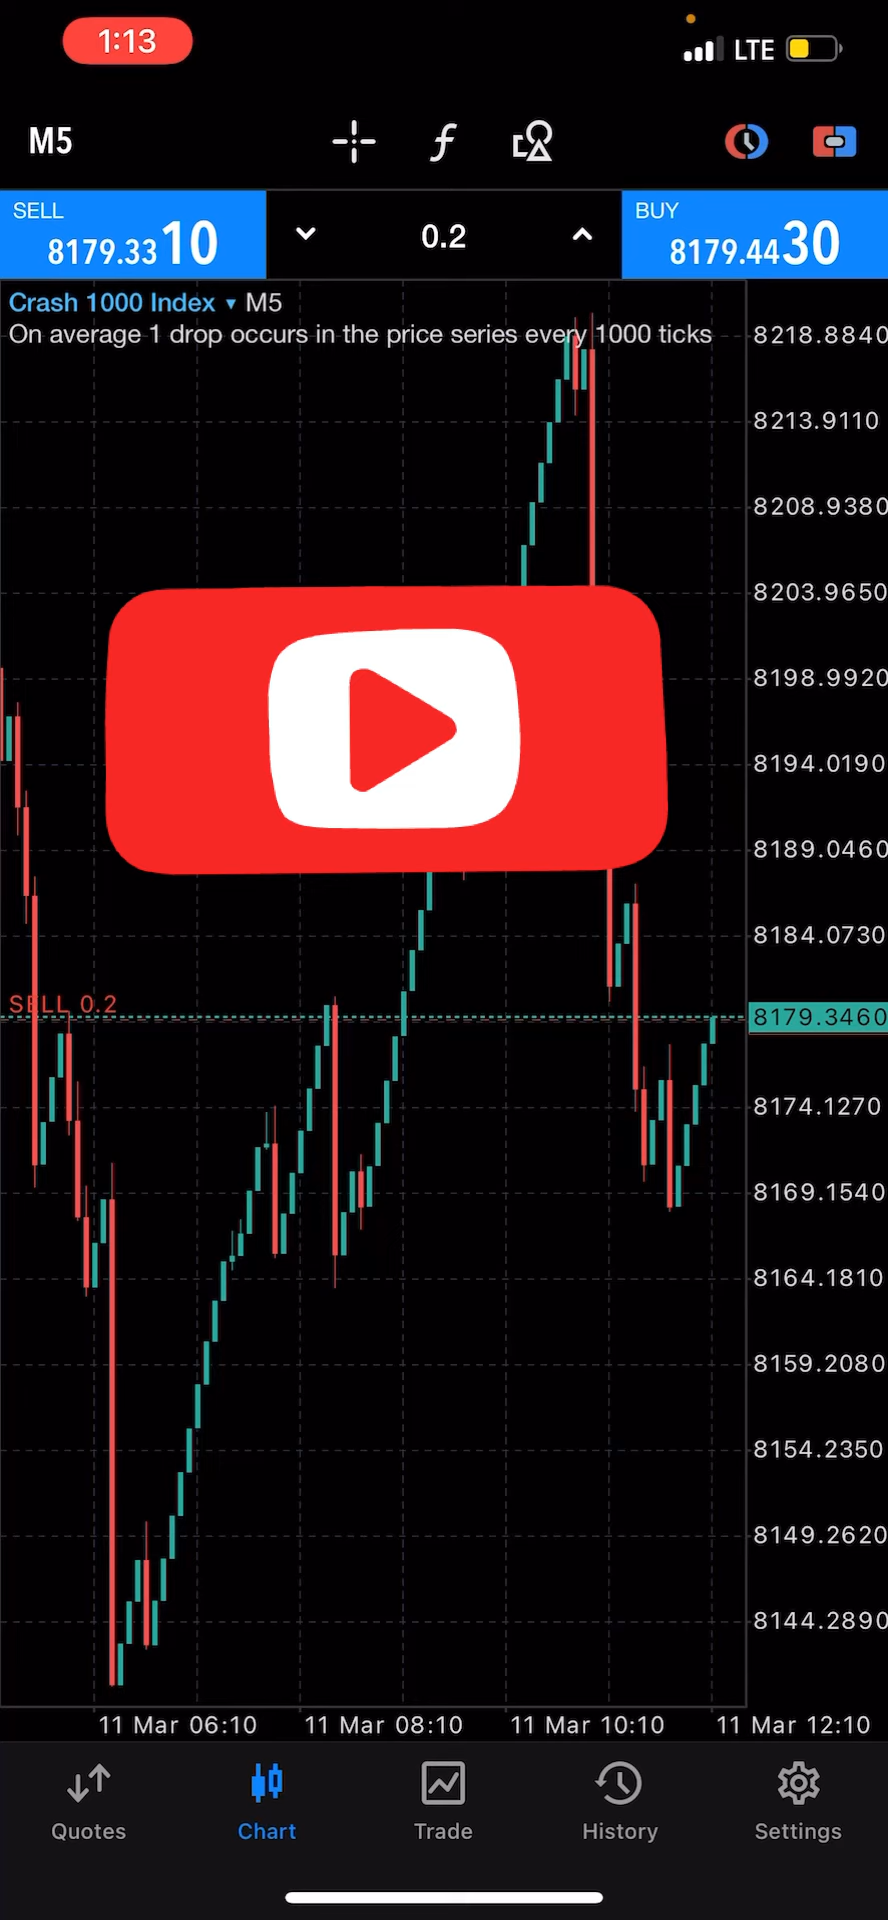 1:13
LTE
M5
SELL
8179.3310
0.2
BUY
8179.4430
Crash 1000 Index ▾ M5
On average 1 drop occurs in the price series every 1000 ticks
8218.8840
8213.9110
8208.9380
8203.9650
8198.9920
8194.0190
8189.0460
8184.0730
SELL 0.2
8179.3460
8174.1270
8169.1540
8164.1810
8159.2080
8154.2350
8149.2620
8144.2890
11 Mar 06:10
11 Mar 08:10
11 Mar 10:10
11 Mar 12:10
Quotes
Chart
Trade
History
Settings